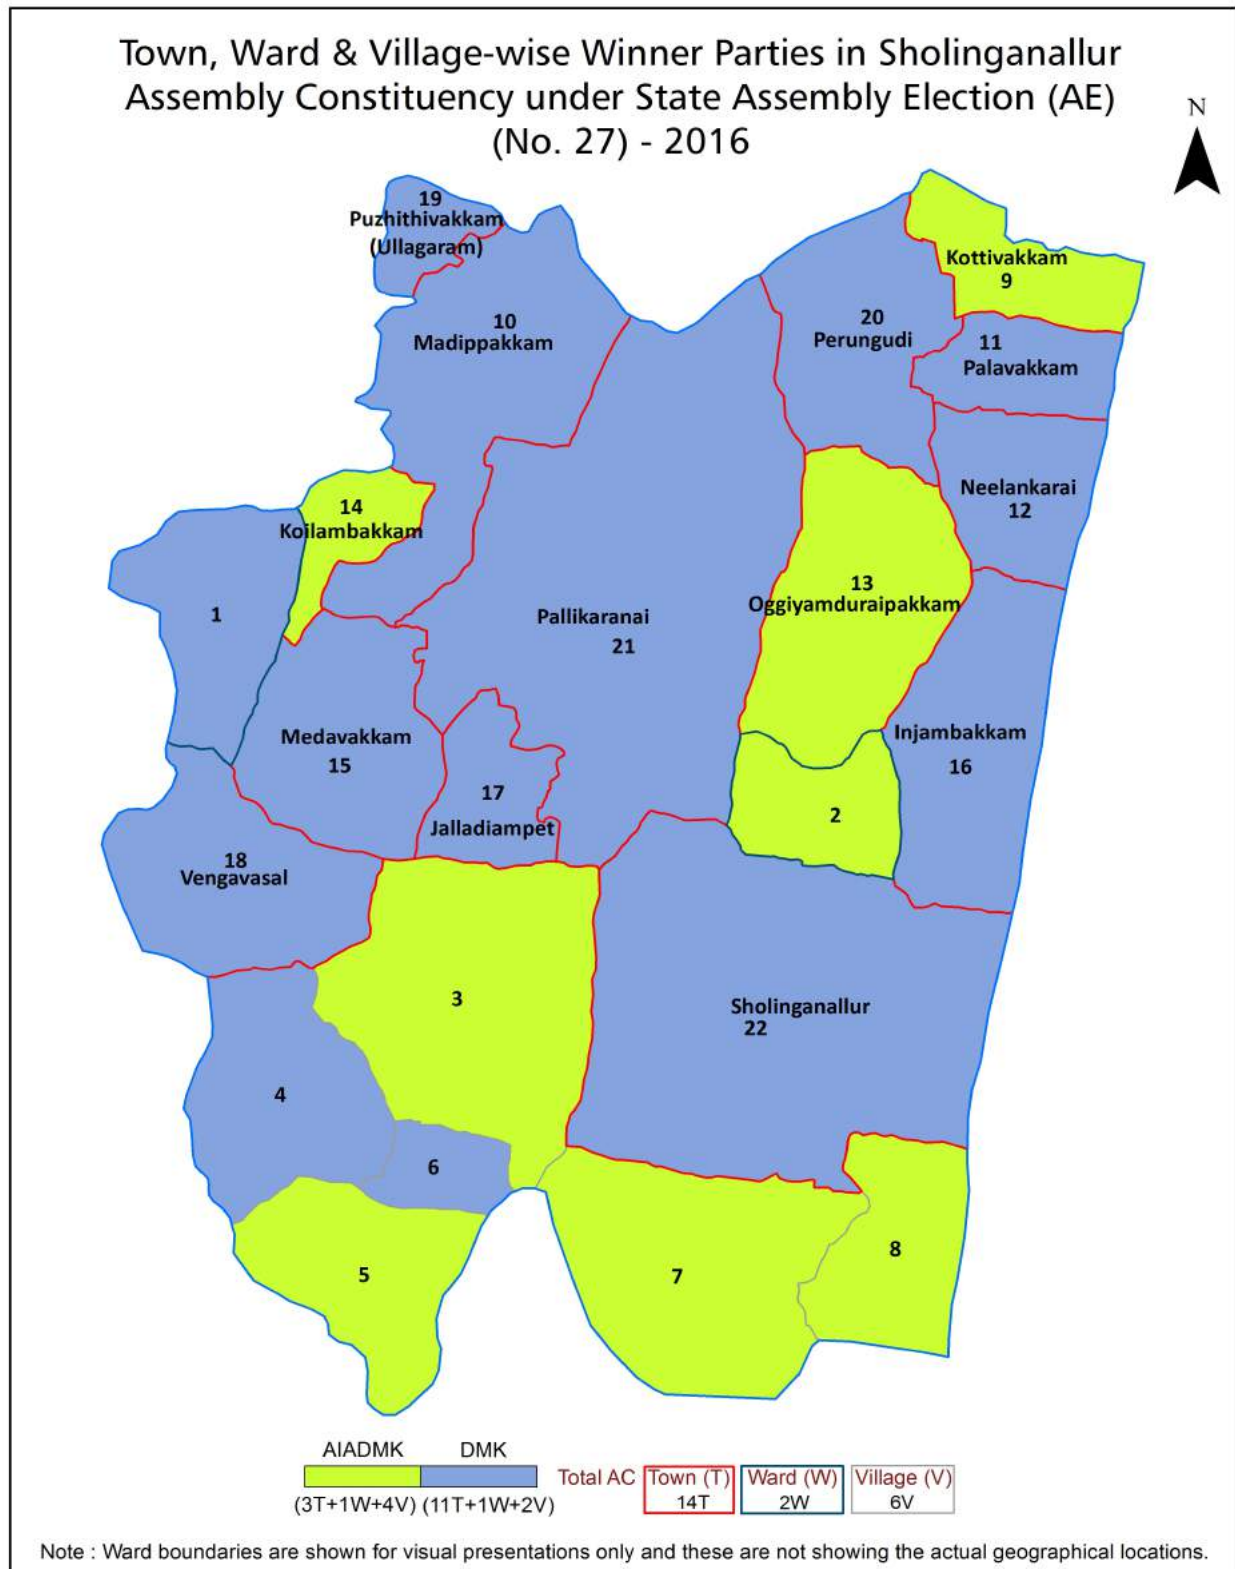 Town, Ward & Village-wise Winner Parties in Sholinganallur
Assembly Constituency under State Assembly Election (AE)
(No. 27) - 2016
N
19
Puzhithivakkam
(Ullagaram)
Kottivakkam
9
10
Madippakkam
20
Perungudi
11
Palavakkam
Neelankarai
12
14
Koilambakkam
13
Oggiyamduraipakkam
1
Pallikaranai
21
Medavakkam
15
Injambakkam
16
17
Jalladiampet
2
18
Vengavasal
3
Sholinganallur
22
4
6
5
7
8
AIADMK DMK
(3T+1W+4V) (11T+1W+2V)
Total AC Town (T) Ward (W) Village (V)
14T 2W 6V
Note : Ward boundaries are shown for visual presentations only and these are not showing the actual geographical locations.